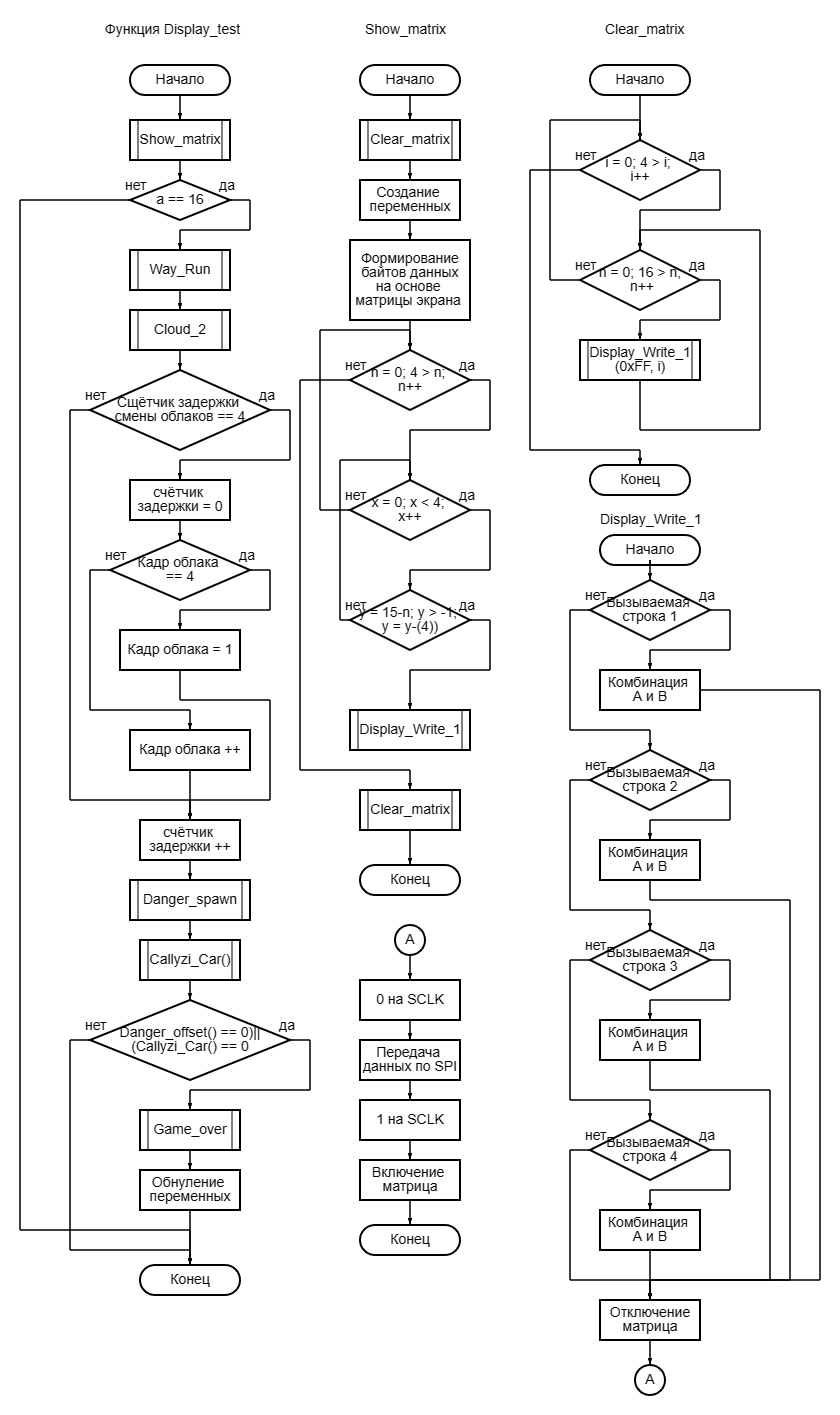 Функция Display_test
Начало
Show_matrix
нет
да
a == 16
Way_Run
Cloud_2
нет
да
Сщётчик задержки
смены облаков == 4
счётчик
задержки = 0
нет
да
Кадр облака
== 4
Кадр облака = 1
Кадр облака ++
счётчик
задержки ++
Danger_spawn
Callyzi_Car()
нет
да
Danger_offset() == 0)||
(Callyzi_Car() == 0
Game_over
Обнуление
переменных
Конец
Show_matrix
Начало
Clear_matrix
Создание
переменных
Формирование
байтов данных
на основе
матрицы экрана
нет
да
n = 0; 4 > n;
n++
нет
да
x = 0; x < 4;
x++
нет
да
y = 15-n; y > -1;
y = y-(4))
Display_Write_1
Clear_matrix
Конец
A
0 на SCLK
Передача
данных по SPI
1 на SCLK
Включение
матрица
Конец
Clear_matrix
Начало
нет
да
i = 0; 4 > i;
i++
нет
да
n = 0; 16 > n;
n++
Display_Write_1
(0xFF, i)
Конец
Display_Write_1
Начало
нет
да
Вызываемая
строка 1
Комбинация
A и B
нет
да
Вызываемая
строка 2
Комбинация
A и B
нет
да
Вызываемая
строка 3
Комбинация
A и B
нет
да
Вызываемая
строка 4
Комбинация
A и B
Отключение
матрица
A